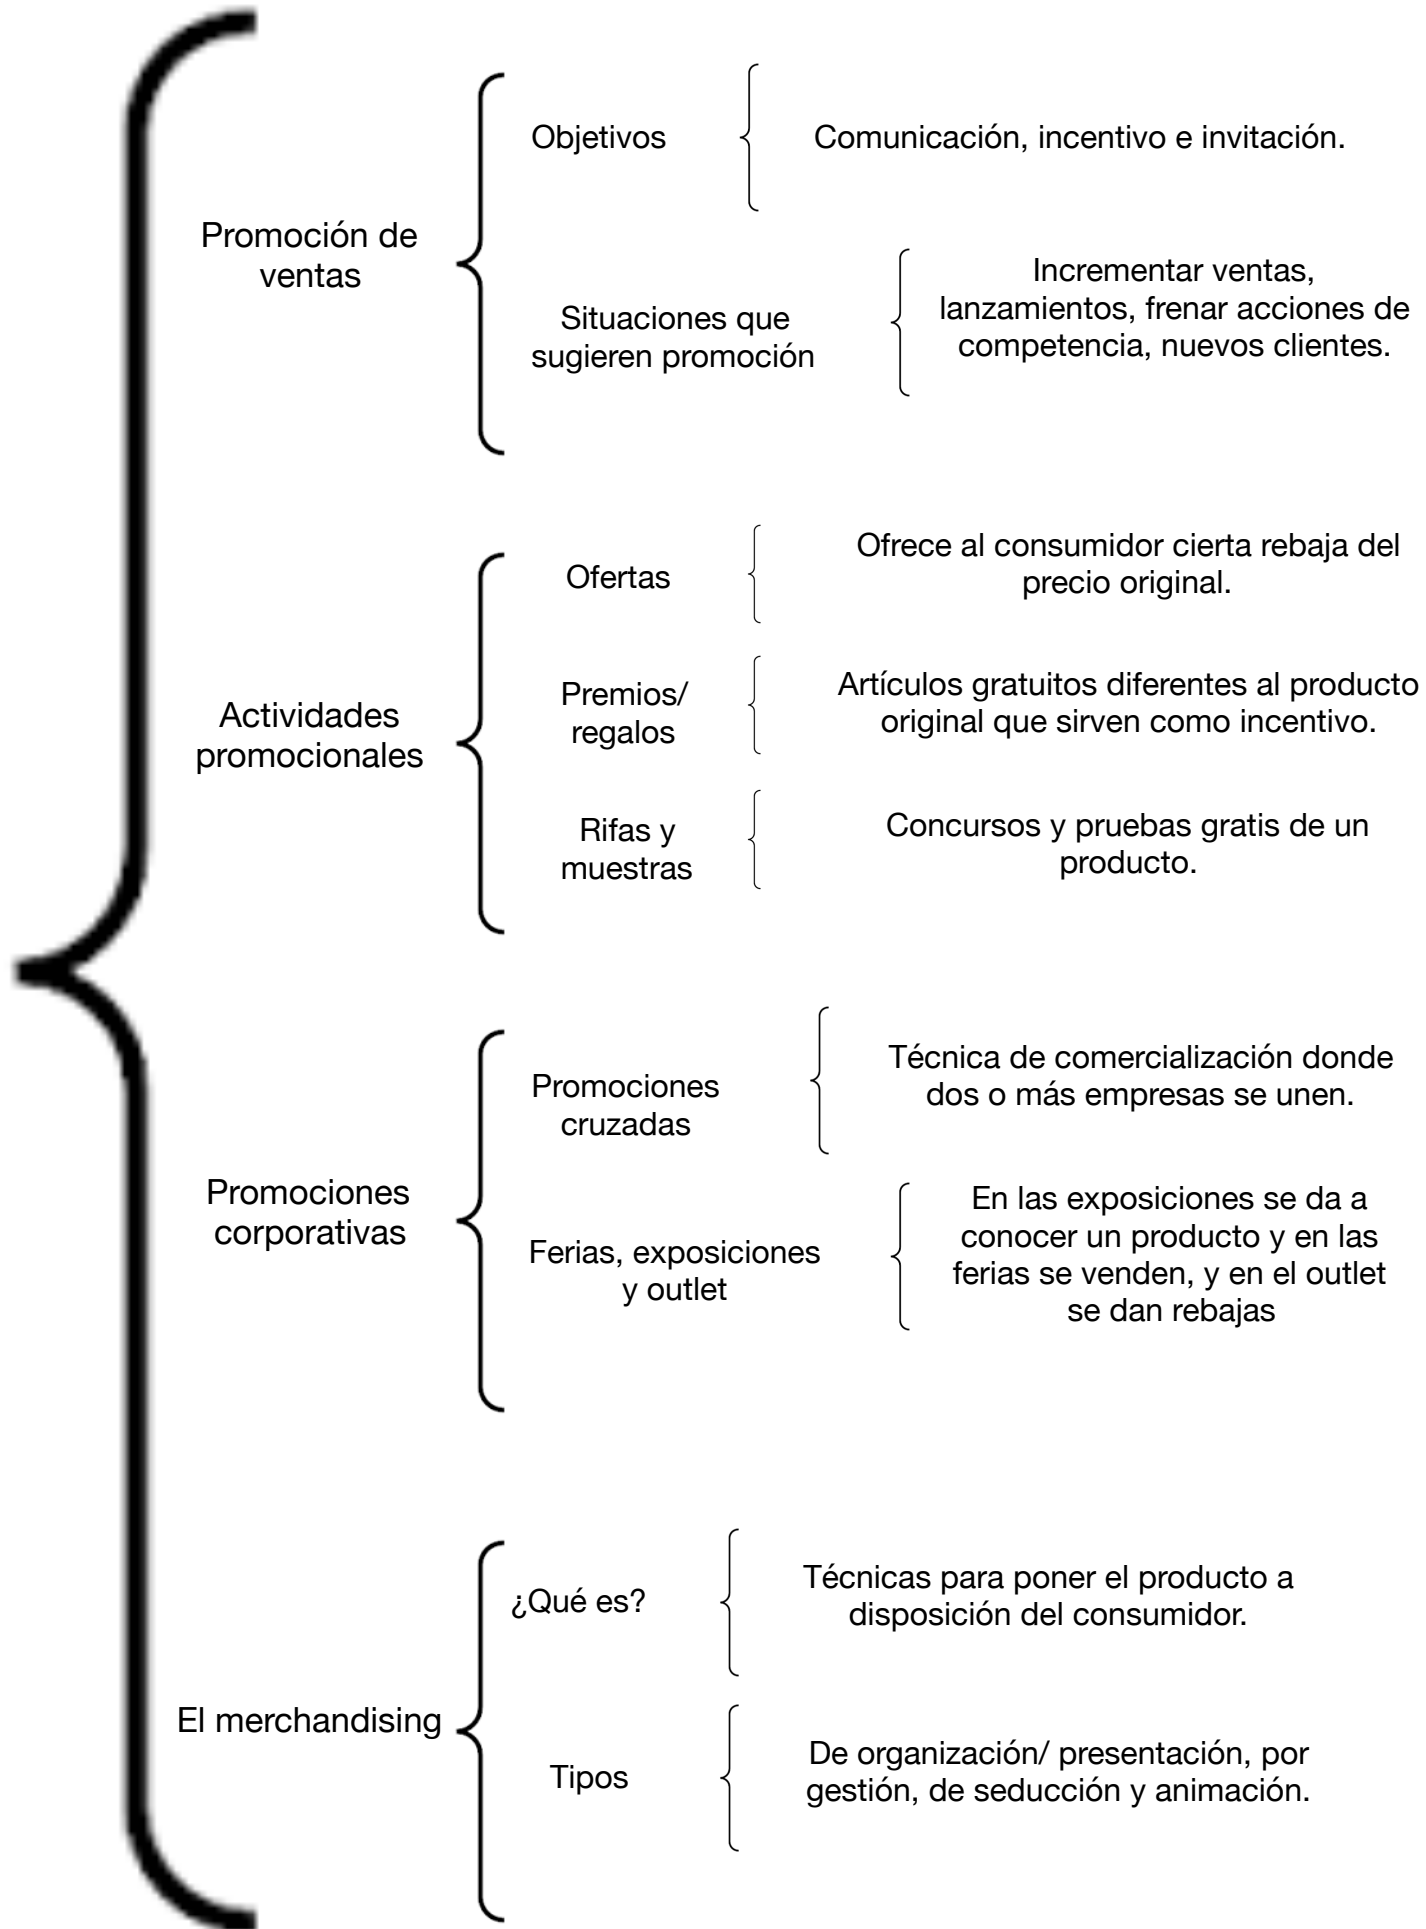 Promoción de
ventas
Objetivos
Comunicación, incentivo e invitación.
Situaciones que
sugieren promoción
Incrementar ventas,
lanzamientos, frenar acciones de
competencia, nuevos clientes.
Actividades
promocionales
Ofertas
Ofrece al consumidor cierta rebaja del
precio original.
Premios/
regalos
Artículos gratuitos diferentes al producto
original que sirven como incentivo.
Rifas y
muestras
Concursos y pruebas gratis de un
producto.
Promociones
corporativas
Promociones
cruzadas
Técnica de comercialización donde
dos o más empresas se unen.
Ferias, exposiciones
y outlet
En las exposiciones se da a
conocer un producto y en las
ferias se venden, y en el outlet
se dan rebajas
El merchandising
¿Qué es?
Técnicas para poner el producto a
disposición del consumidor.
Tipos
De organización/ presentación, por
gestión, de seducción y animación.